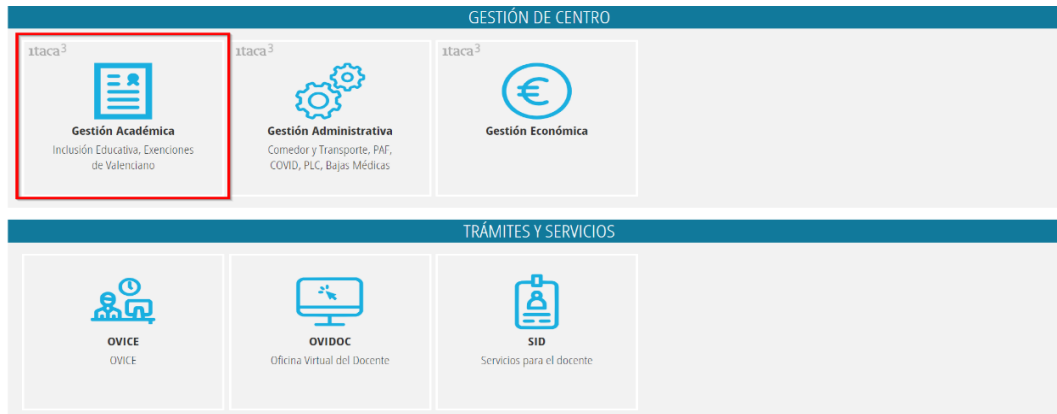 GESTIÓN DE CENTRO
ıtaca3
Gestión Académica
Inclusión Educativa, Exenciones
de Valenciano
ıtaca3
Gestión Administrativa
Comedor y Transporte, PAF,
COVID, PLC, Bajas Médicas
ıtaca3
Gestión Económica
TRÁMITES Y SERVICIOS
OVICE
OVICE
OVIDOC
Oficina Virtual del Docente
SID
Servicios para el docente